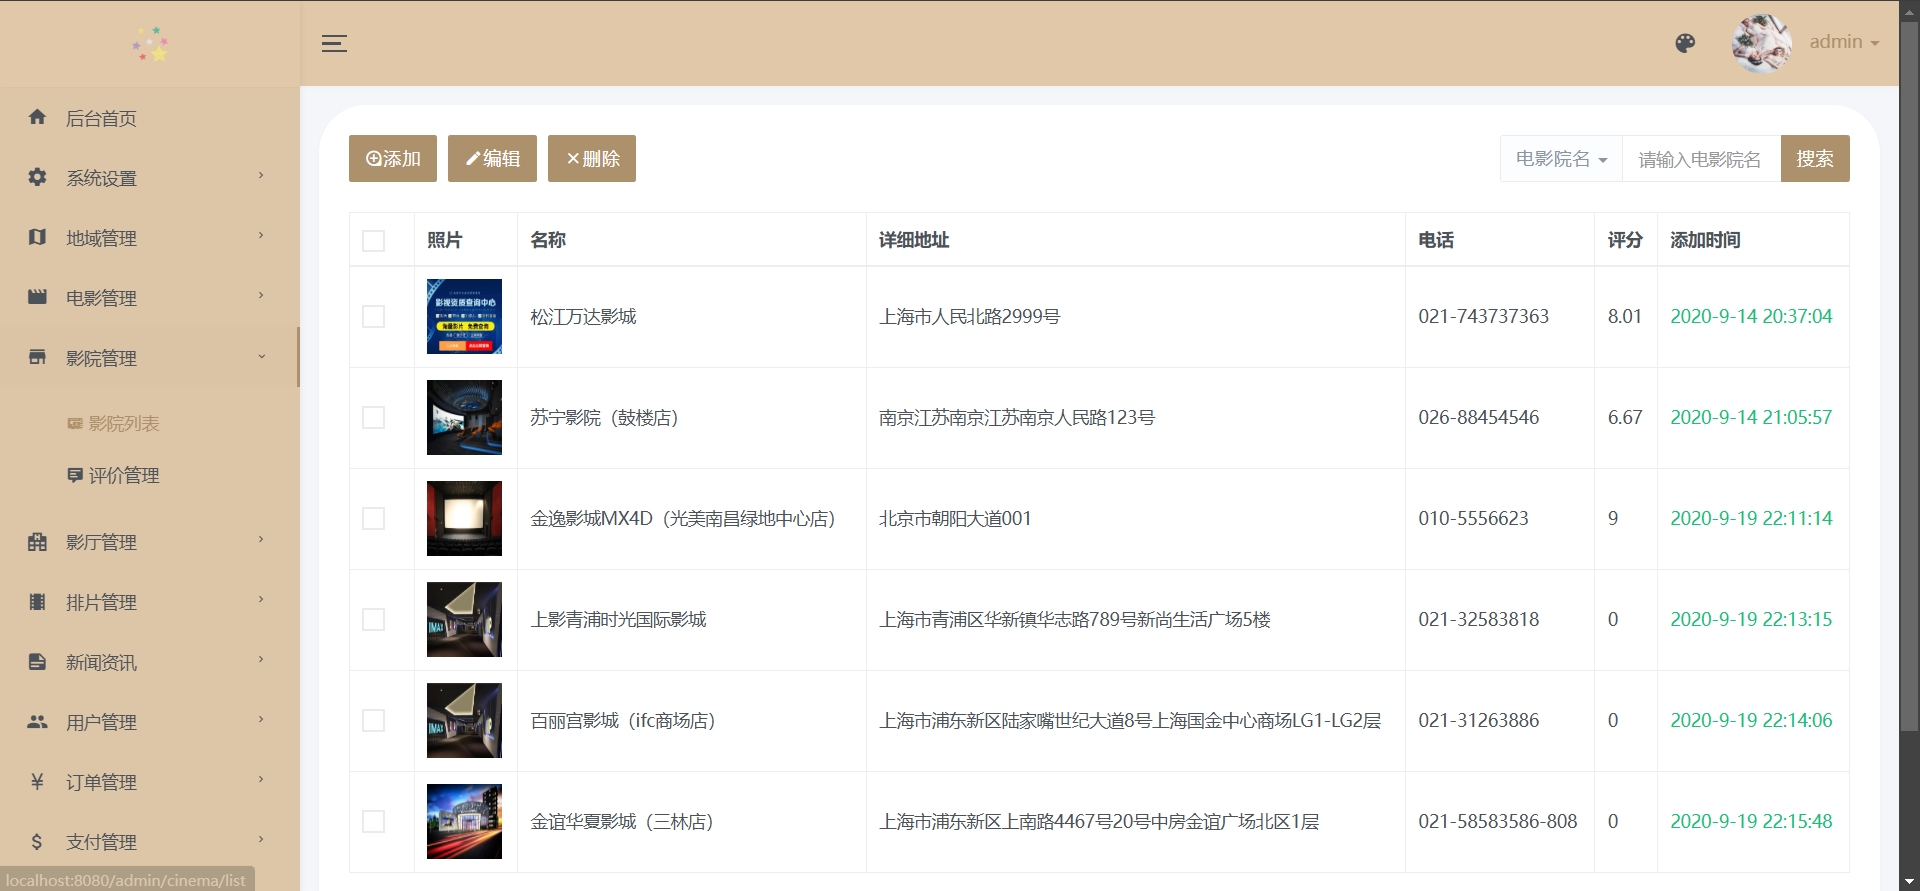 admin
后台首页
系统设置
地域管理
电影管理
影院管理
影院列表
评价管理
影厅管理
排片管理
新闻资讯
用户管理
¥ 订单管理
$ 支付管理
localhost:8080/admin/cinema/list
添加 编辑 删除 电影院名 请输入电影院名 搜索
照片 名称 详细地址 电话 评分 添加时间
影视资质查询中心
松江万达影城 上海市人民北路2999号 021-743737363 8.01 2020-9-14 20:37:04
苏宁影院（鼓楼店） 南京江苏南京江苏南京人民路123号 026-88454546 6.67 2020-9-14 21:05:57
金逸影城MX4D（光美南昌绿地中心店） 北京市朝阳大道001 010-5556623 9 2020-9-19 22:11:14
IMAX
上影青浦时光国际影城 上海市青浦区华新镇华志路789号新尚生活广场5楼 021-32583818 0 2020-9-19 22:13:15
IMAX
百丽宫影城（ifc商场店） 上海市浦东新区陆家嘴世纪大道8号上海国金中心商场LG1-LG2层 021-31263886 0 2020-9-19 22:14:06
金谊华夏影城（三林店） 上海市浦东新区上南路4467号20号中房金谊广场北区1层 021-58583586-808 0 2020-9-19 22:15:48